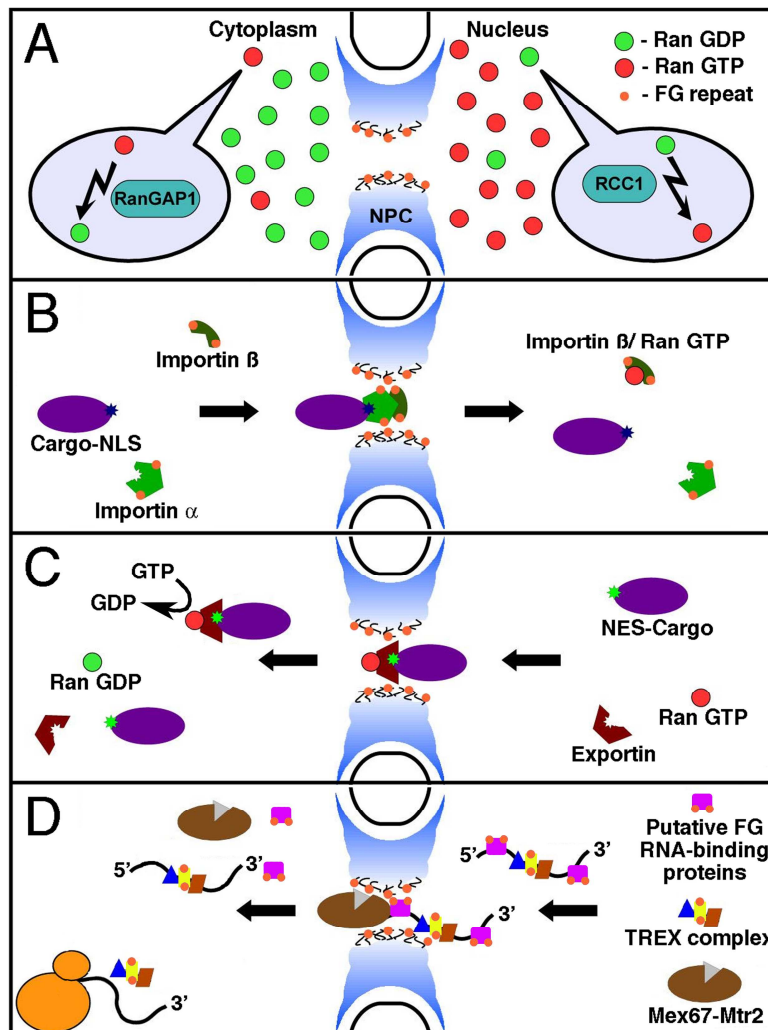 A
Cytoplasm
Nucleus
- Ran GDP
- Ran GTP
- FG repeat
RanGAP1
RCC1
NPC
B
Importin ß
Importin ß/ Ran GTP
Cargo-NLS
Importin α
C
GTP
GDP
NES-Cargo
Ran GDP
Ran GTP
Exportin
D
Putative FG
RNA-binding
proteins
5’
3’
5’
3’
3’
TREX complex
3’
Mex67-Mtr2